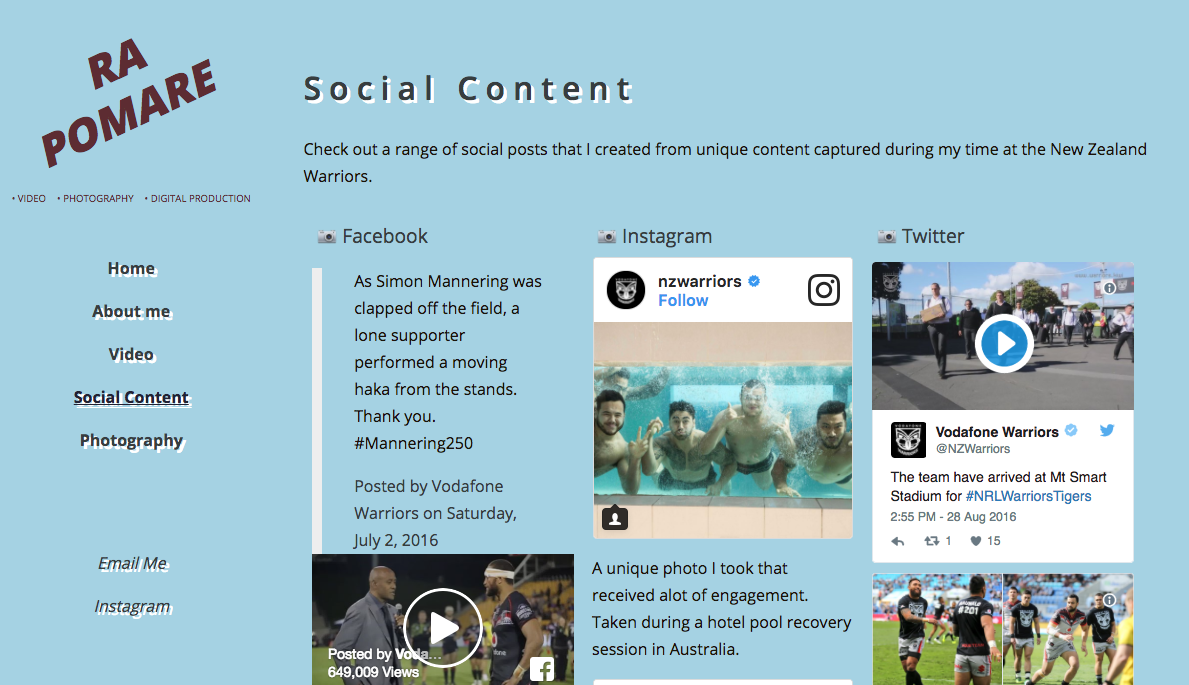 RA
POMARE
• VIDEO • PHOTOGRAPHY • DIGITAL PRODUCTION
Home
About me
Video
Social Content
Photography
Email Me
Instagram
Social Content
Check out a range of social posts that I created from unique content captured during my time at the New Zealand
Warriors.
Facebook
As Simon Mannering was
clapped off the field, a
lone supporter
performed a moving
haka from the stands.
Thank you.
#Mannering250
Posted by Vodafone
Warriors on Saturday,
July 2, 2016
Posted by Voda...
649,009 Views
Instagram
nzwarriors
Follow
A unique photo I took that
received alot of engagement.
Taken during a hotel pool recovery
session in Australia.
Twitter
Vodafone Warriors
@NZWarriors
The team have arrived at Mt Smart
Stadium for #NRLWarriorsTigers
2:55 PM - 28 Aug 2016
1 15